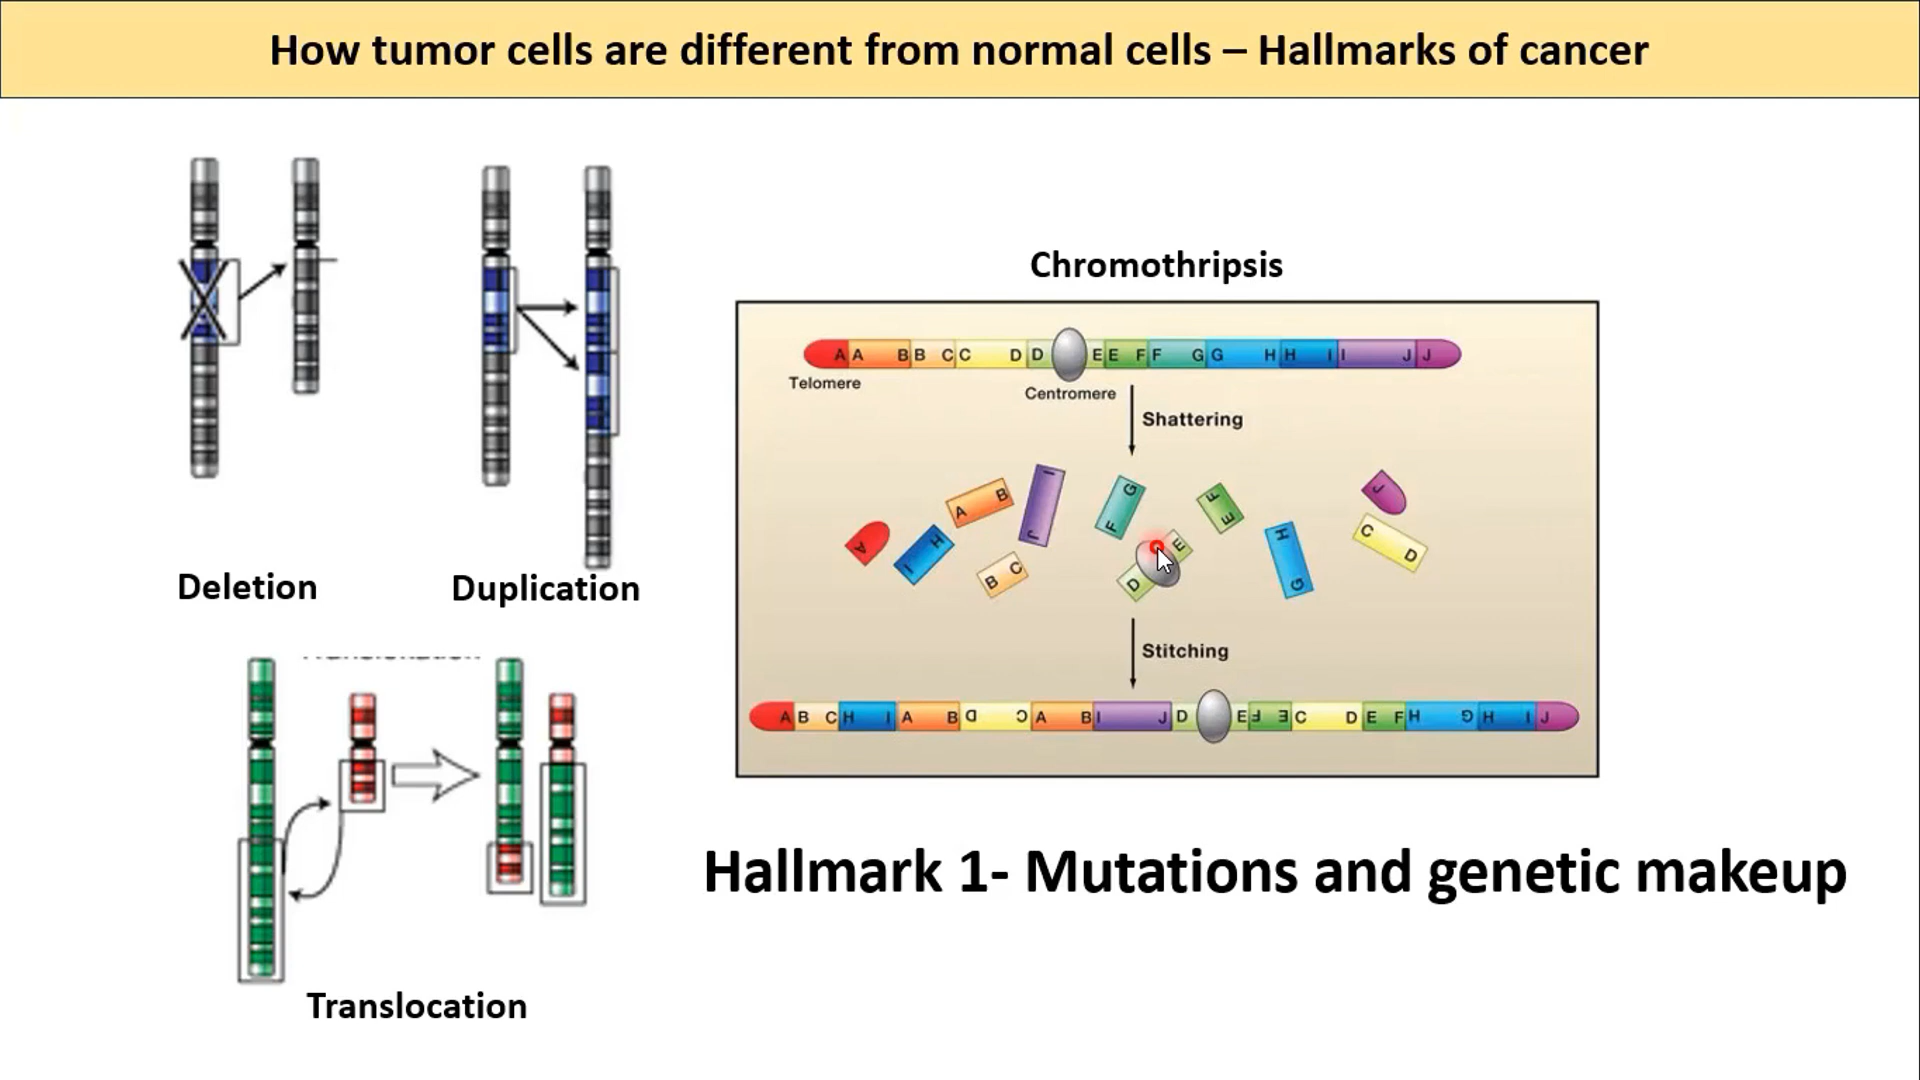 How tumor cells are different from normal cells – Hallmarks of cancer
Deletion
Duplication
Translocation
Chromothripsis
A A B B C C D D E E F F G G H H I I J J
Telomere
Centromere
Shattering
A
I H
A B
B C
J I
F G
D E
E F
G H
J
C D
Stitching
A B C H I A B D C A B I J D E F E C D E F H G H I J
Hallmark 1- Mutations and genetic makeup